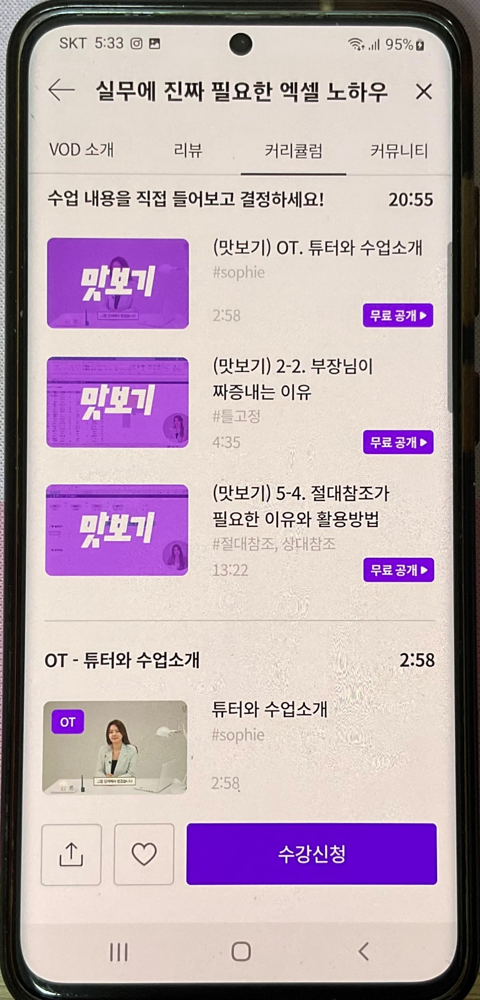 SKT 5:33 95%
실무에 진짜 필요한 엑셀 노하우
VOD 소개 리뷰 커리큘럼 커뮤니티
수업 내용을 직접 들어보고 결정하세요! 20:55
맛보기
(맛보기) OT. 튜터와 수업소개
#sophie
2:58 무료 공개
맛보기
(맛보기) 2-2. 부장님이
짜증내는 이유
#틀고정
4:35 무료 공개
맛보기
(맛보기) 5-4. 절대참조가
필요한 이유와 활용방법
#절대참조, 상대참조
13:22 무료 공개
OT - 튜터와 수업소개 2:58
OT
튜터와 수업소개
#sophie
2:58
수강신청